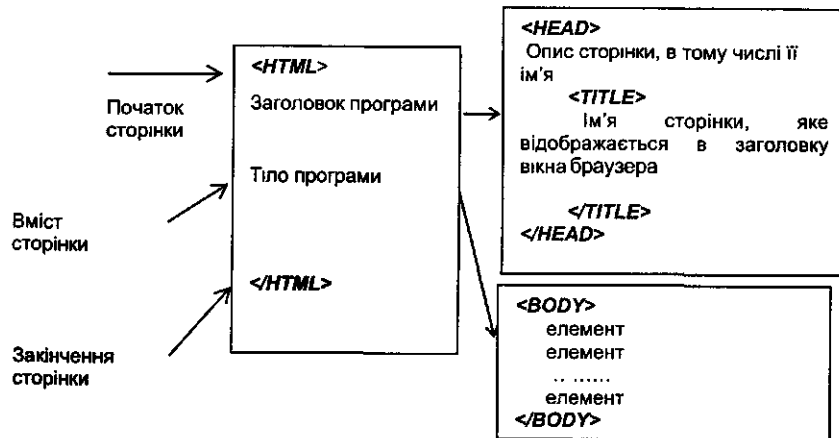 Початок
сторінки
Вміст
сторінки
Закінчення
сторінки
<HTML>
Заголовок програми
Тіло програми
</HTML>
<HEAD>
Опис сторінки, в тому числі її
ім'я
<TITLE>
Ім'я сторінки, яке
відображається в заголовку
вікна браузера
</TITLE>
</HEAD>
<BODY>
елемент
елемент
.. ......
елемент
</BODY>